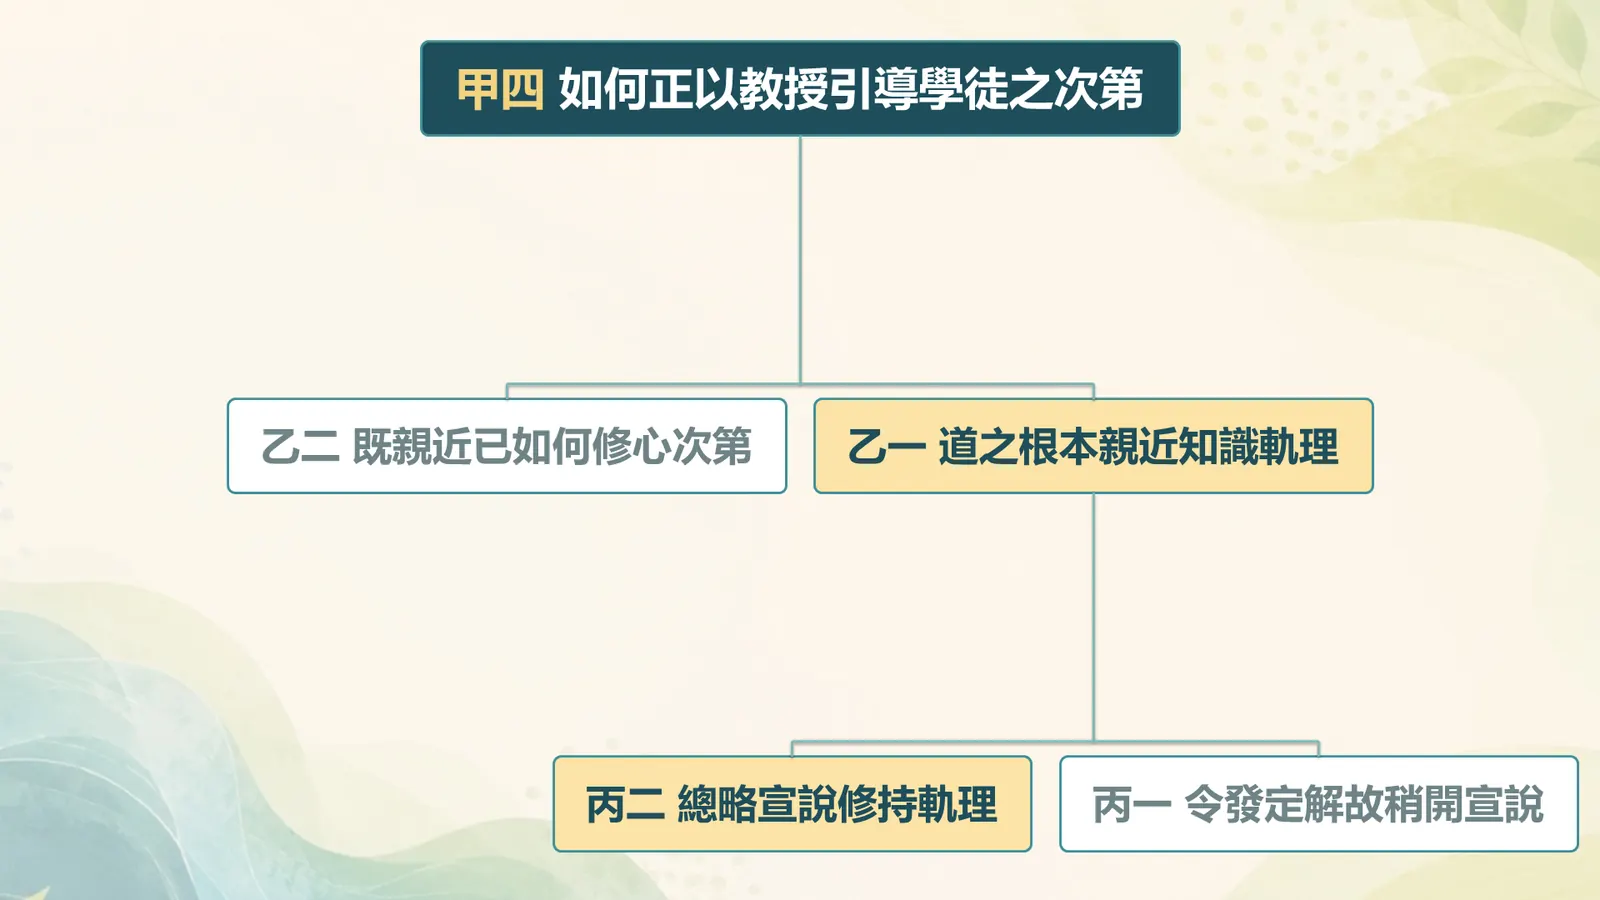 甲四 如何正以教授引導學徒之次第
乙二 既親近已如何修心次第
乙一 道之根本親近知識軌理
丙二 總略宣說修持軌理
丙一 令發定解故稍開宣說